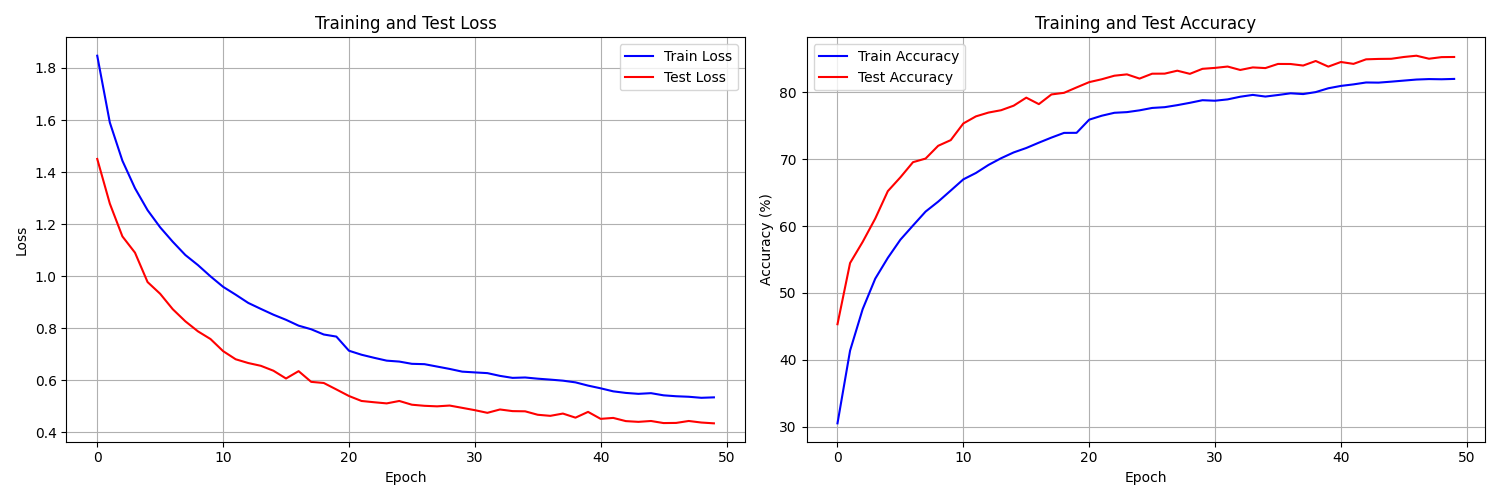 Training and Test Loss
Train Loss
Test Loss
1.8
1.6
1.4
1.2
1.0
0.8
0.6
0.4
Loss
0 10 20 30 40 50
Epoch
Training and Test Accuracy
Train Accuracy
Test Accuracy
80
70
60
50
40
30
Accuracy (%)
0 10 20 30 40 50
Epoch